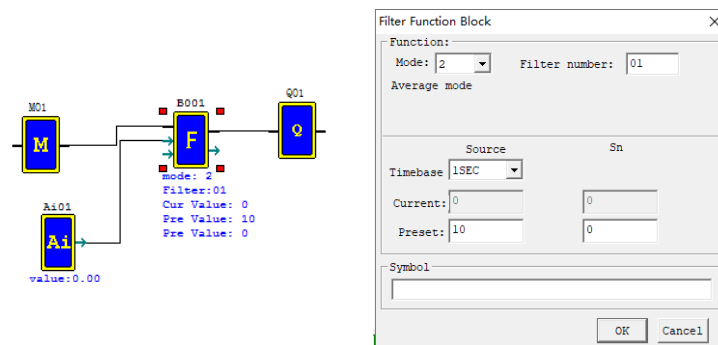 M01
M
B001
F
Q01
Q
mode: 2
Filter:01
Cur Value: 0
Pre Value: 10
Pre Value: 0
Ai01
Ai
value:0.00
Filter Function Block
Function:
Mode: 2 Filter number: 01
Average mode
Source Sn
Timebase 1SEC
Current: 0 0
Preset: 10 0
Symbol
OK Cancel